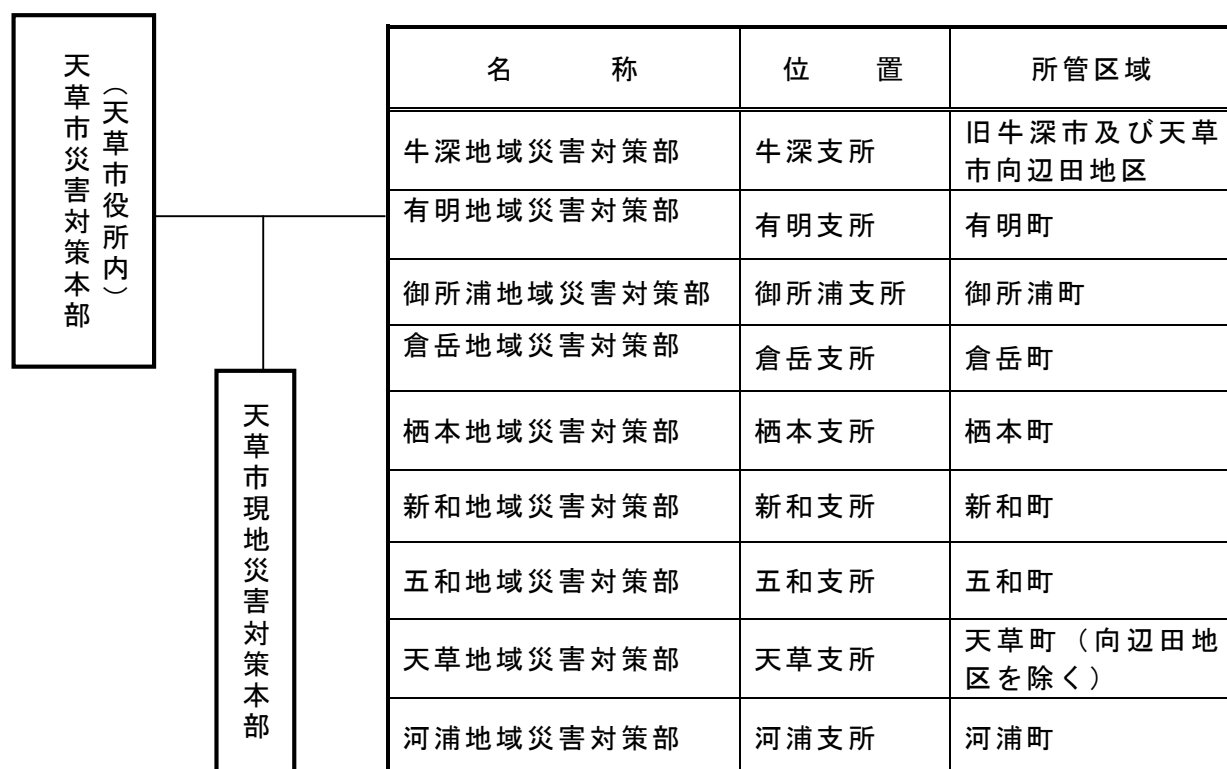 天草市災害対策本部
（天草市役所内）
天草市現地災害対策本部
名　　称　位　　置　所管区域
牛深地域災害対策部　牛深支所　旧牛深市及び天草
市向辺田地区
有明地域災害対策部　有明支所　有明町
御所浦地域災害対策部　御所浦支所　御所浦町
倉岳地域災害対策部　倉岳支所　倉岳町
栖本地域災害対策部　栖本支所　栖本町
新和地域災害対策部　新和支所　新和町
五和地域災害対策部　五和支所　五和町
天草地域災害対策部　天草支所　天草町（向辺田地
区を除く）
河浦地域災害対策部　河浦支所　河浦町